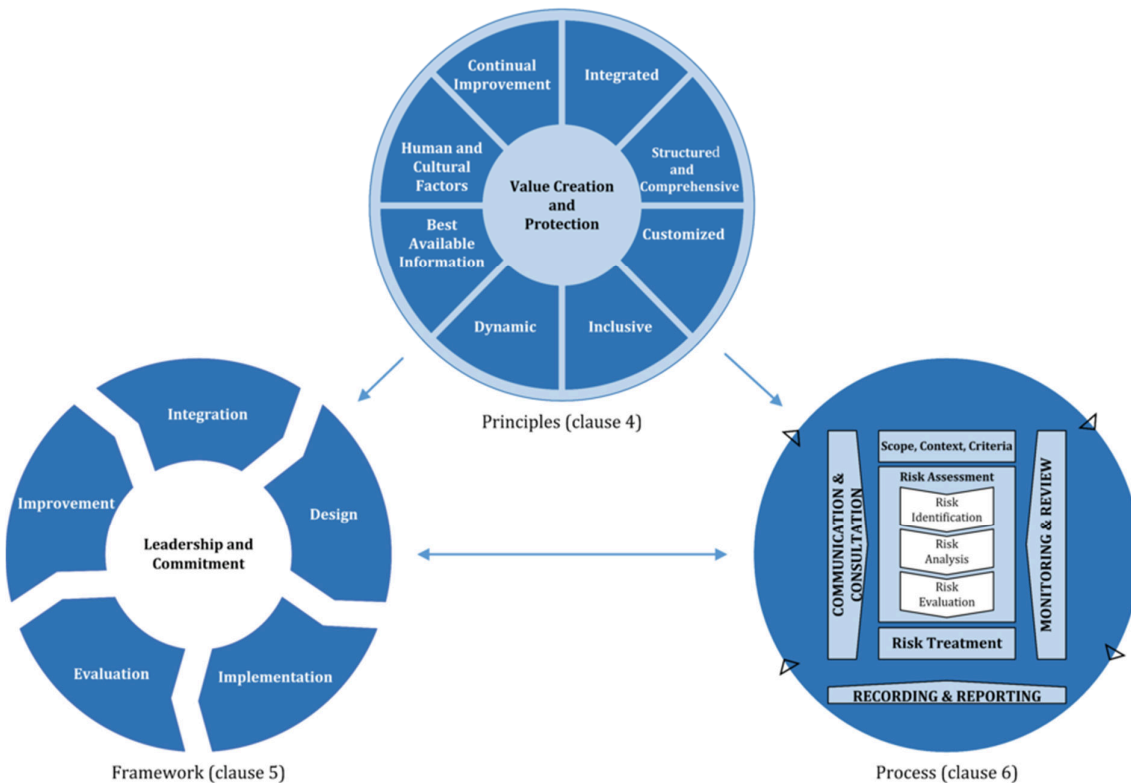 Continual
Improvement
Integrated
Human and
Cultural
Factors
Structured
and
Comprehensive
Value Creation
and
Protection
Best
Available
Information
Customized
Dynamic
Inclusive
Principles (clause 4)
Integration
Improvement
Design
Leadership and
Commitment
Evaluation
Implementation
Framework (clause 5)
Scope, Context, Criteria
Risk Assessment
Risk
Identification
Risk
Analysis
Risk
Evaluation
Risk Treatment
COMMUNICATION &
CONSULTATION
MONITORING & REVIEW
RECORDING & REPORTING
Process (clause 6)